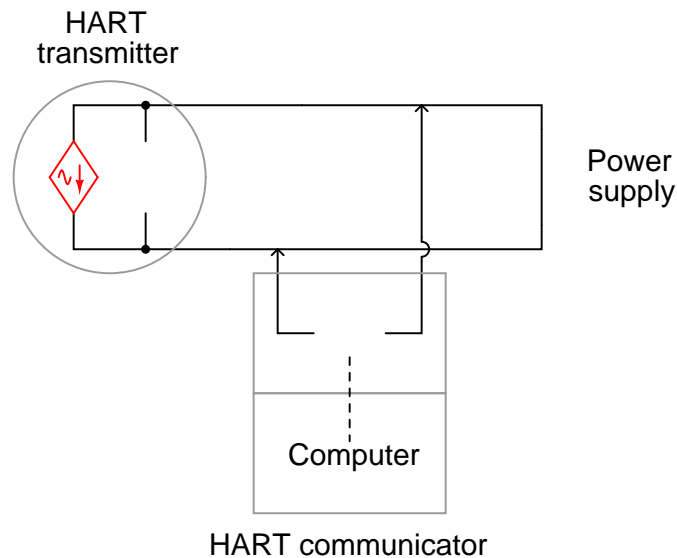 HART
transmitter
Power
supply
Computer
HART communicator